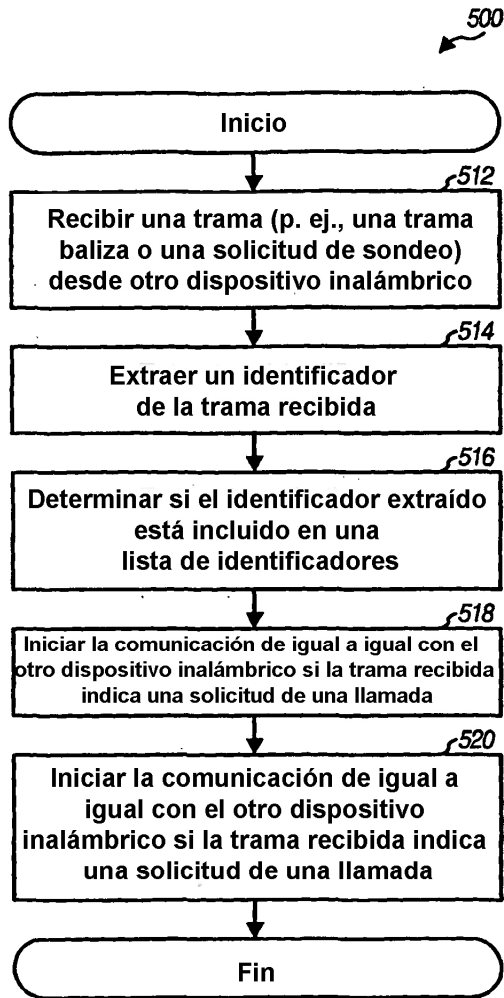 500
Inicio
512
Recibir una trama (p. ej., una trama
baliza o una solicitud de sondeo)
desde otro dispositivo inalámbrico
514
Extraer un identificador
de la trama recibida
516
Determinar si el identificador extraído
está incluido en una
lista de identificadores
518
Iniciar la comunicación de igual a igual con el
otro dispositivo inalámbrico si la trama recibida
indica una solicitud de una llamada
520
Iniciar la comunicación de igual a
igual con el otro dispositivo
inalámbrico si la trama recibida indica
una solicitud de una llamada
Fin